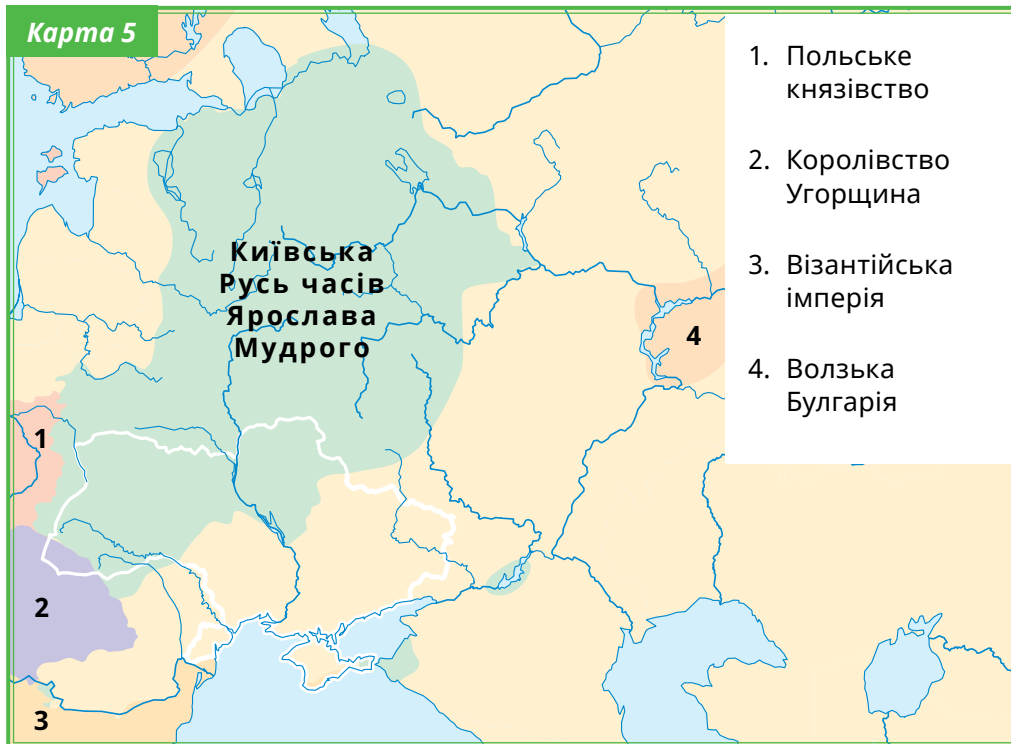 Карта 5
Київська
Русь часів
Ярослава
Мудрого
1
2
3
4
1. Польське
князівство
2. Королівство
Угорщина
3. Візантійська
імперія
4. Волзька
Булгарія